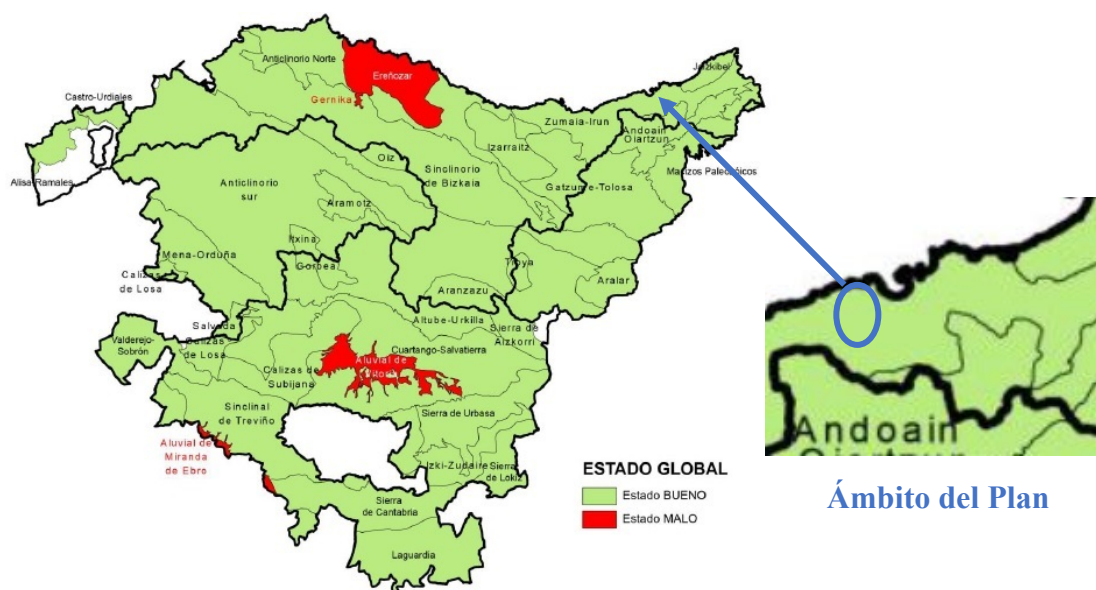 Anticlinorio Norte
Ereñozar
Gernika
Castro-Urdiales
Alisa-Ramales
Jaizkibel
Zumaia-Irun
Andoain
Oiartzun
Izarraitz
Oiz
Sinclinorio
de Bizkaia
Macizos Paleozoicos
Gatzume-Tolosa
Anticlinorio
sur
Aramotz
Itxina
Mena-Orduña
Gorbea
Troya
Aralar
Calizas
de Losa
Aranzazu
Altube-Urkilla
Salvada
Sierra de
Aizkorri
Valderejo-
Sobrón
Calizas
de Losa
Cuartango-Salvatierra
Aluvial de
Vitoria
Calizas de
Subijana
Sinclinal
de Treviño
Sierra de Urbasa
Aluvial de
Miranda
de Ebro
Izki-Zudaire
Sierra
de Lokiz
Sierra
de Cantabria
Laguardia
ESTADO GLOBAL
Estado BUENO
Estado MALO
Andoain
Oiartzun
Ámbito del Plan